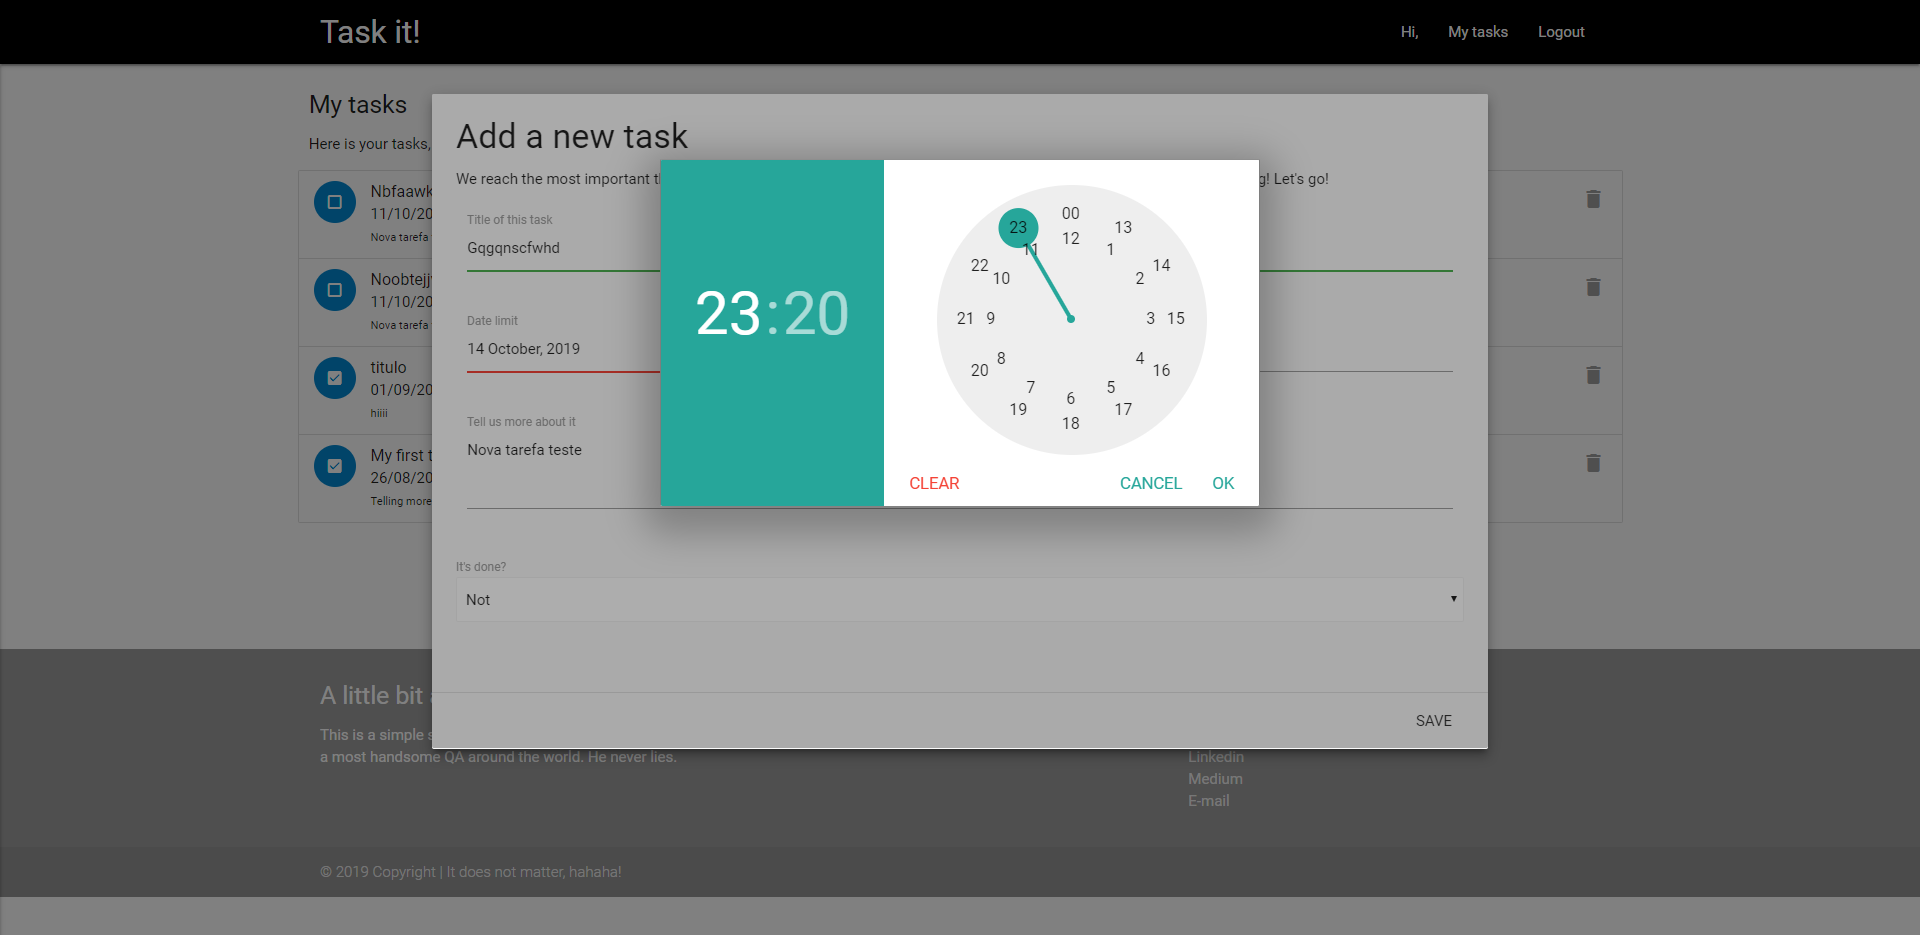 Task it!
Hi,
My tasks
Logout
My tasks
Here is your tasks,
Nbfaawk
11/10/20
Nova tarefa
Noobtejj
11/10/20
Nova tarefa
titulo
01/09/20
hiiii
My first t
26/08/20
Telling more
Add a new task
We reach the most important t
g! Let's go!
Title of this task
Gqgqnscfwhd
Date limit
14 October, 2019
Tell us more about it
Nova tarefa teste
It's done?
Not
SAVE
23:20
00
13
14
15
16
17
18
19
20
21
22
23
12
1
2
3
4
5
6
7
8
9
10
11
CLEAR
CANCEL
OK
A little bit
This is a simple s
a most handsome QA around the world. He never lies.
Linkedin
Medium
E-mail
© 2019 Copyright | It does not matter, hahaha!